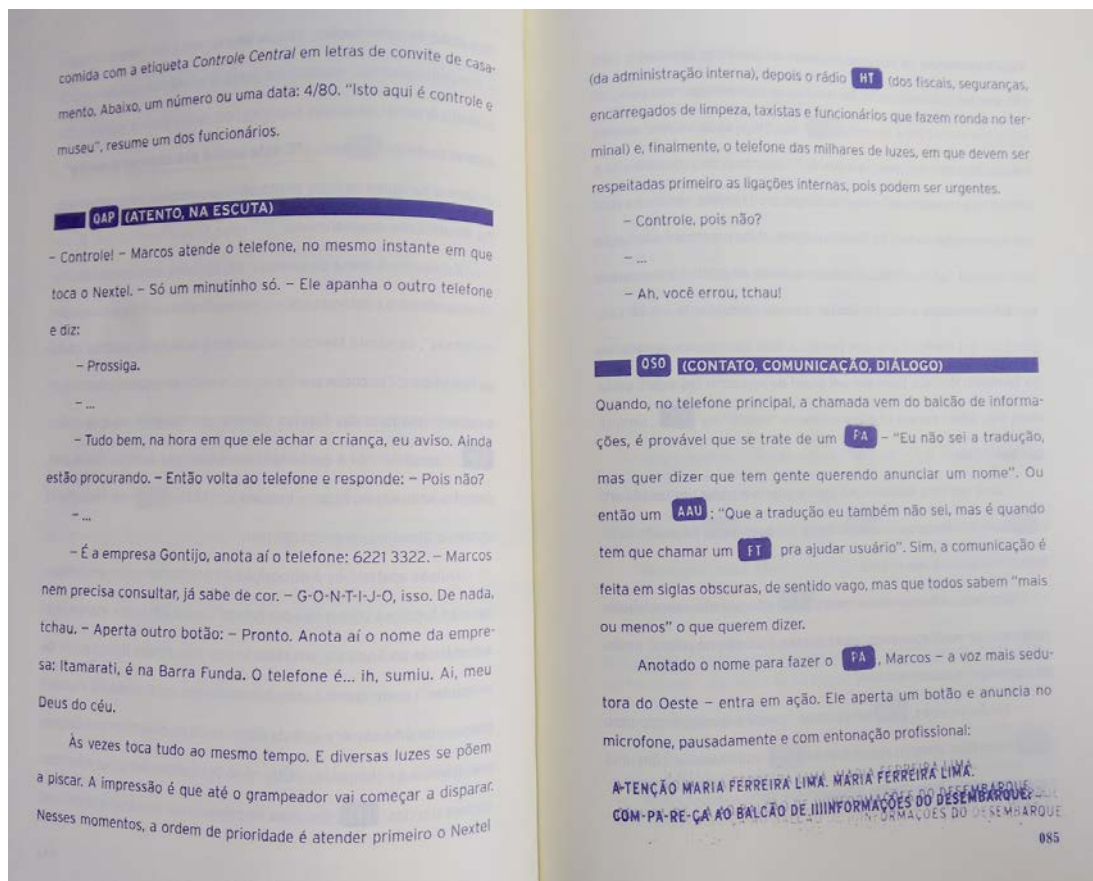 comida com a etiqueta Controle Central em letras de convite de casa-
mento. Abaixo, um número ou uma data: 4/80. “Isto aqui é controle e
museu”, resume um dos funcionários.
QAP (ATENTO, NA ESCUTA)
– Controle! – Marcos atende o telefone, no mesmo instante em que
toca o Nextel. – Só um minutinho só. – Ele apanha o outro telefone
e diz:
– Prossiga.
– ...
– Tudo bem, na hora em que ele achar a criança, eu aviso. Ainda
estão procurando. – Então volta ao telefone e responde: – Pois não?
– ...
– É a empresa Gontijo, anota aí o telefone: 6221 3322. – Marcos
nem precisa consultar, já sabe de cor. – G-O-N-T-I-J-O, isso. De nada,
tchau. – Aperta outro botão: – Pronto. Anota aí o nome da empre-
sa: Itamarati, é na Barra Funda. O telefone é... ih, sumiu. Ai, meu
Deus do céu.
Às vezes toca tudo ao mesmo tempo. E diversas luzes se põem
a piscar. A impressão é que até o grampeador vai começar a disparar.
Nesses momentos, a ordem de prioridade é atender primeiro o Nextel
(da administração interna), depois o rádio HT (dos fiscais, seguranças,
encarregados de limpeza, taxistas e funcionários que fazem ronda no ter-
minal) e, finalmente, o telefone das milhares de luzes, em que devem ser
respeitadas primeiro as ligações internas, pois podem ser urgentes.
– Controle, pois não?
– ...
– Ah, você errou, tchau!
QSO (CONTATO, COMUNICAÇÃO, DIÁLOGO)
Quando, no telefone principal, a chamada vem do balcão de informa-
ções, é provável que se trate de um PA – “Eu não sei a tradução,
mas quer dizer que tem gente querendo anunciar um nome”. Ou
então um AAU: “Que a tradução eu também não sei, mas é quando
tem que chamar um FT pra ajudar usuário”. Sim, a comunicação é
feita em siglas obscuras, de sentido vago, mas que todos sabem “mais
ou menos” o que querem dizer.
Anotado o nome para fazer o PA, Marcos – a voz mais sedu-
tora do Oeste – entra em ação. Ele aperta um botão e anuncia no
microfone, pausadamente e com entonação profissional:
A-TENÇÃO MARIA FERREIRA LIMA. MARIA FERREIRA LIMA.
COM-PA-RE-ÇA AO BALCÃO DE IIIINFORMAÇÕES DO DESEMBARQUE.
085